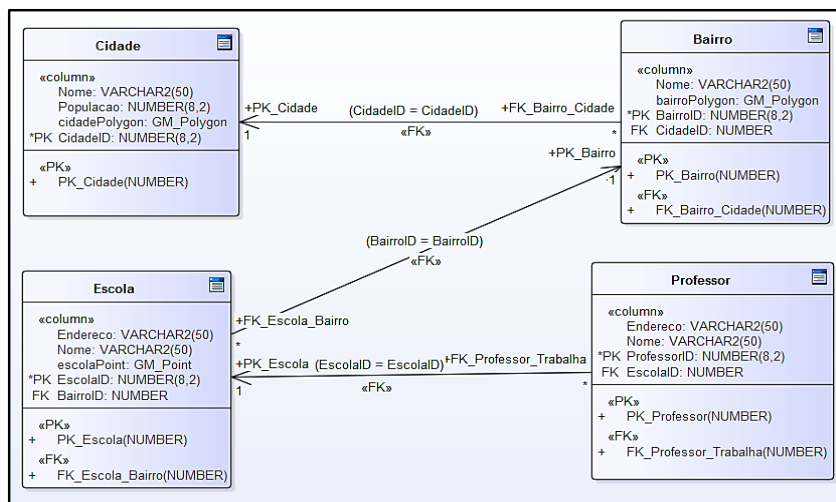 Cidade
«column»
Nome: VARCHAR2(50)
Populacao: NUMBER(8,2)
cidadePolygon: GM_Polygon
*PK CidadeID: NUMBER(8,2)
«PK»
+ PK_Cidade(NUMBER)
+PK_Cidade
(CidadeID = CidadeID)
+FK_Bairro_Cidade
1
«FK»
*
Bairro
«column»
Nome: VARCHAR2(50)
bairroPolygon: GM_Polygon
*PK BairroID: NUMBER(8,2)
FK CidadeID: NUMBER
«PK»
+ PK_Bairro(NUMBER)
«FK»
+ FK_Bairro_Cidade(NUMBER)
+PK_Bairro
1
(BairroID = BairroID)
«FK»
+FK_Escola_Bairro
*
Escola
«column»
Endereco: VARCHAR2(50)
Nome: VARCHAR2(50)
escolaPoint: GM_Point
*PK EscolaID: NUMBER(8,2)
FK BairroID: NUMBER
«PK»
+ PK_Escola(NUMBER)
«FK»
+ FK_Escola_Bairro(NUMBER)
+PK_Escola
(EscolaID = EscolaID)
+FK_Professor_Trabalha
1
«FK»
*
Professor
«column»
Endereco: VARCHAR2(50)
Nome: VARCHAR2(50)
*PK ProfessorID: NUMBER(8,2)
FK EscolaID: NUMBER
«PK»
+ PK_Professor(NUMBER)
«FK»
+ FK_Professor_Trabalha(NUMBER)